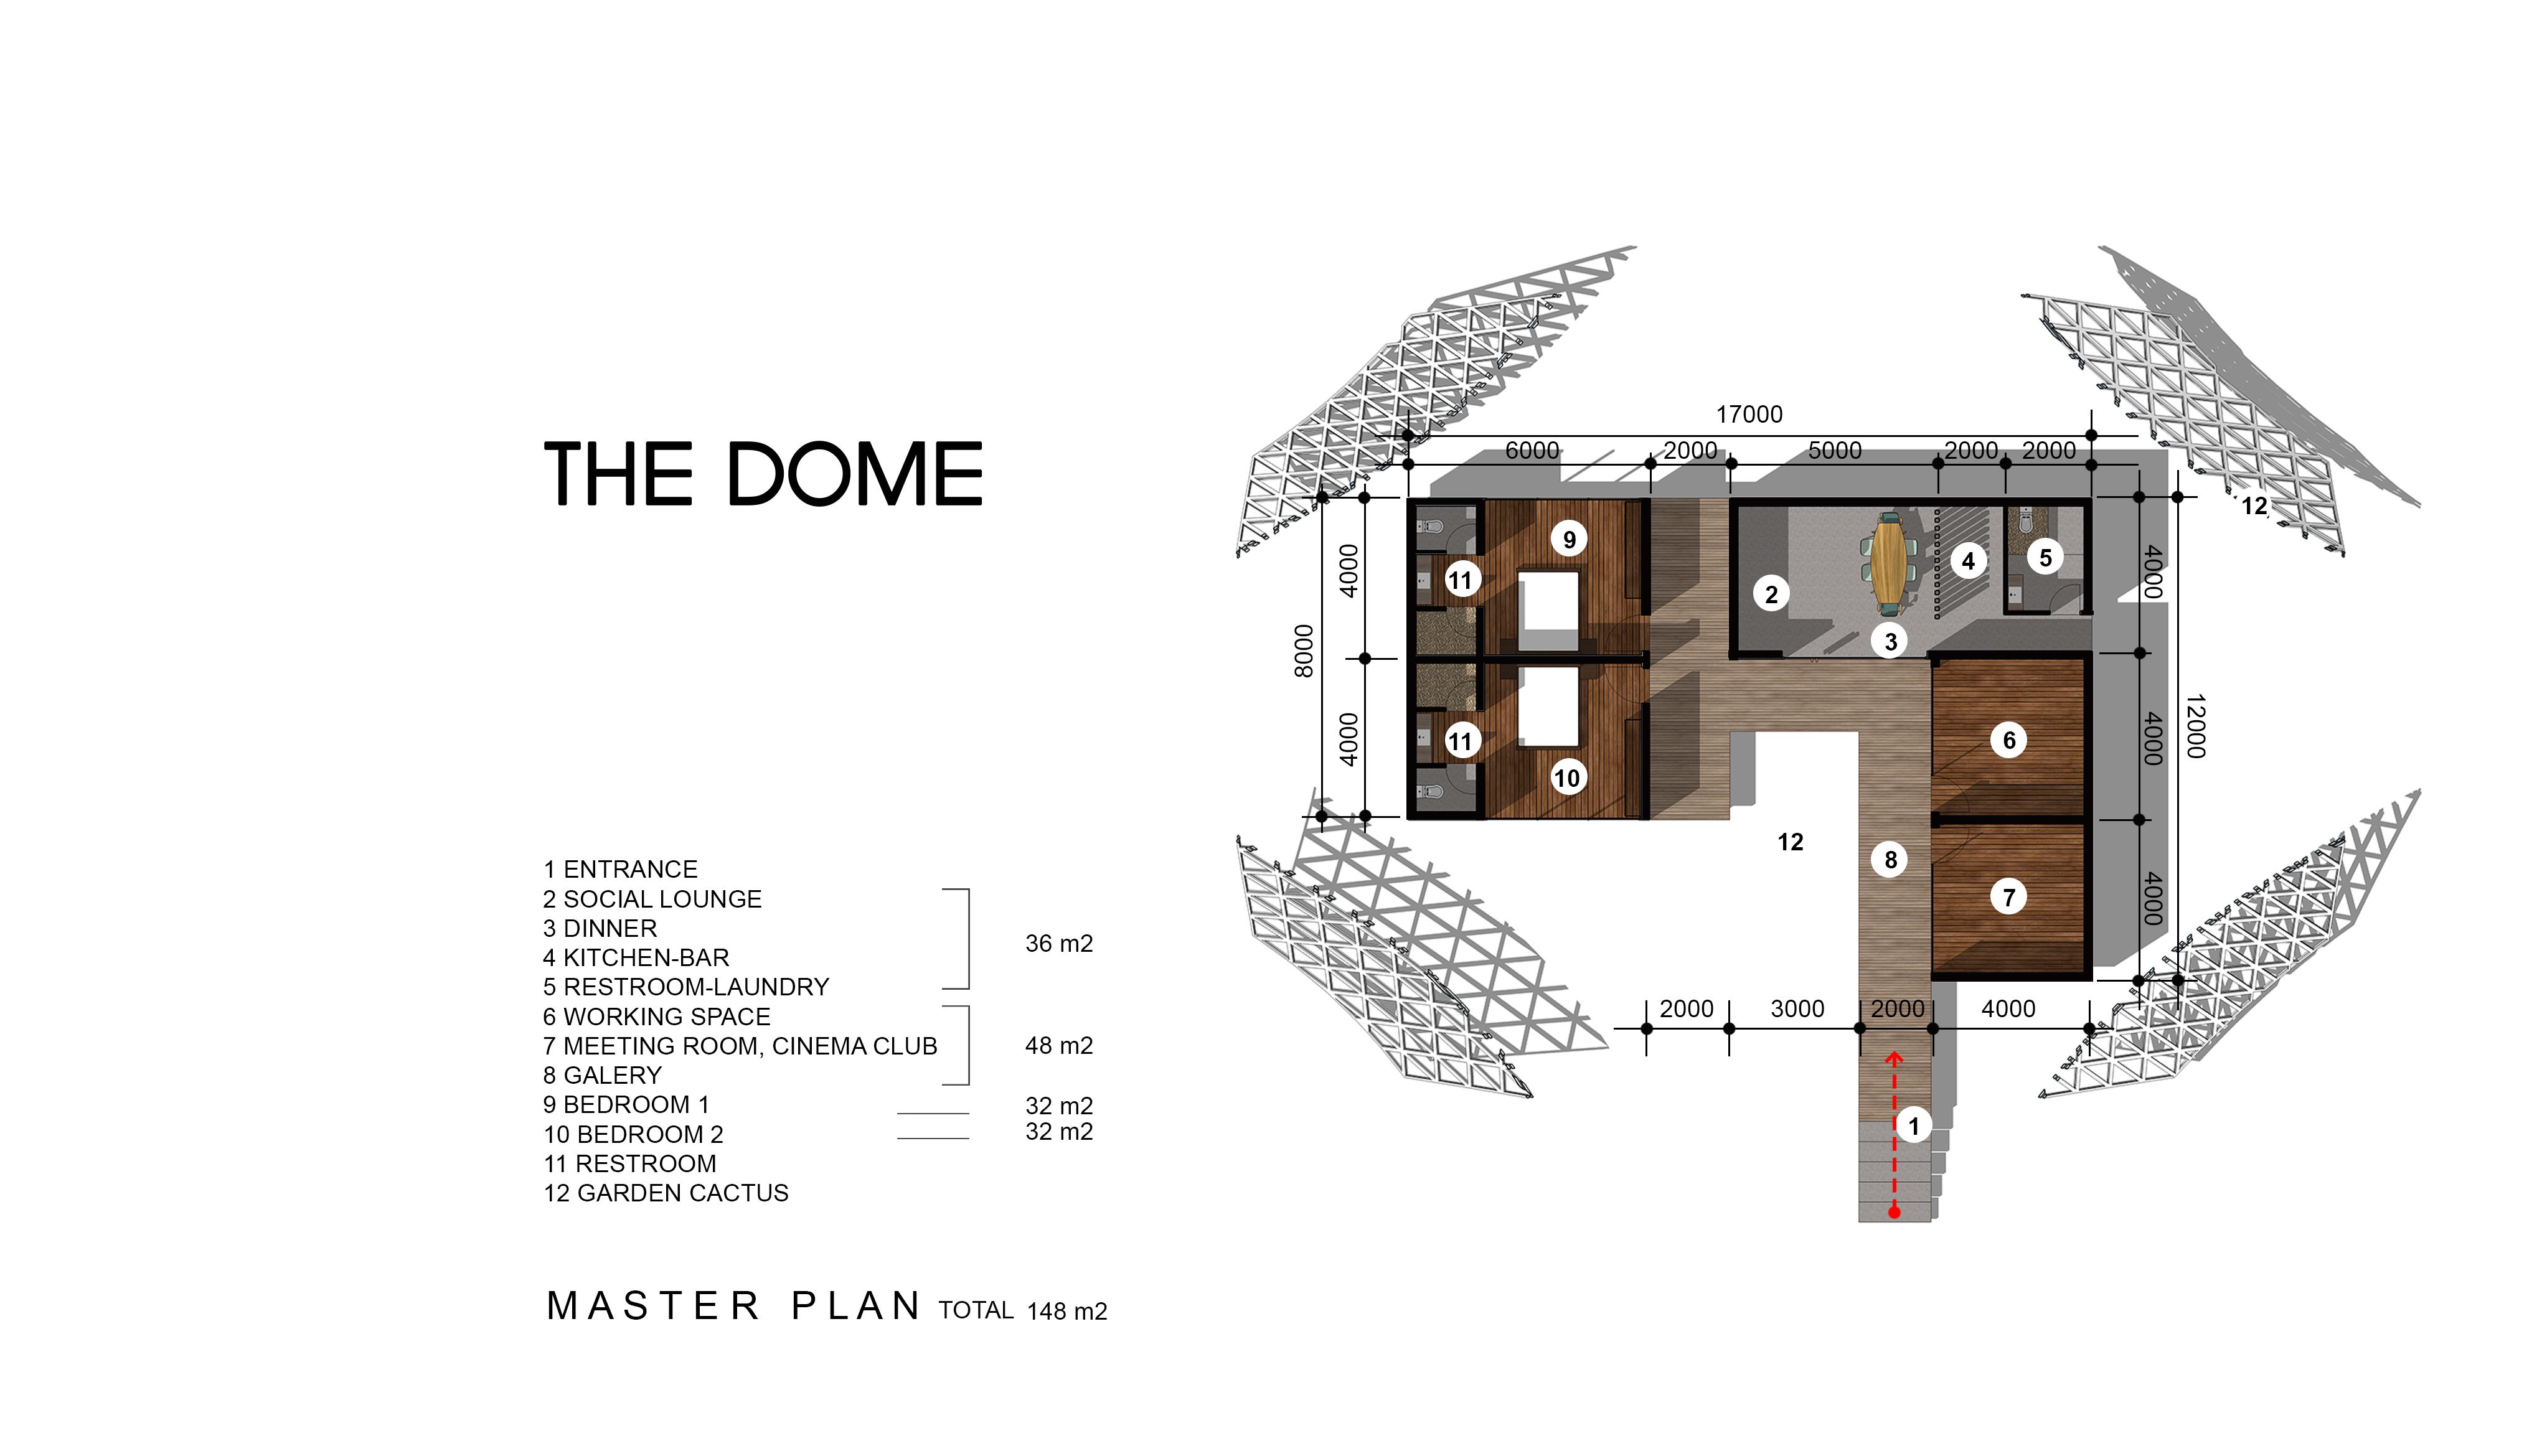 THE DOME
1 ENTRANCE
2 SOCIAL LOUNGE
3 DINNER
4 KITCHEN-BAR
5 RESTROOM-LAUNDRY
36 m2
6 WORKING SPACE
7 MEETING ROOM, CINEMA CLUB
8 GALERY
48 m2
9 BEDROOM 1
32 m2
10 BEDROOM 2
32 m2
11 RESTROOM
12 GARDEN CACTUS
MASTER PLAN TOTAL 148 m2
17000
6000 2000 5000 2000 2000
12
9
4
5
11
2
3
4000
4000
8000
4000
4000
4000
12000
11
10
6
12
8
7
2000 3000 2000 4000
1